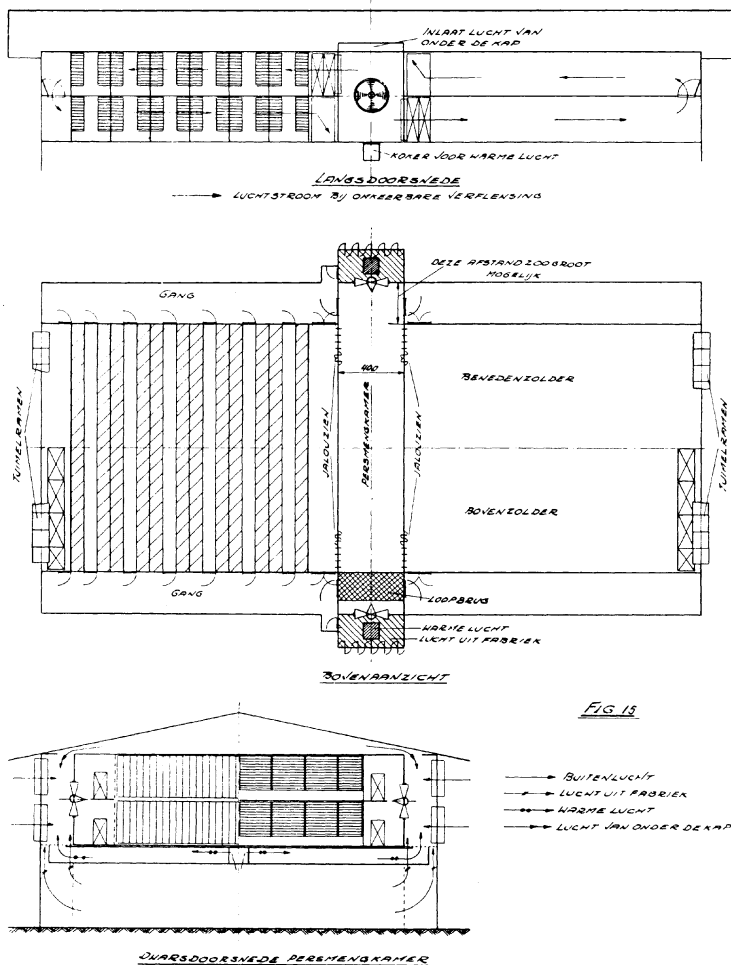 INLAAT LUCHT VAN
ONDER DE KAP
KOKER VOOR WARME LUCHT
LANGSDOORSNEDE
LUCHTSTROOM BIJ OMKEERBARE VERFLENSING
DEZE AFSTAND ZOO GROOT
MOGELIJK
GANG
400
BENEDENZOLDER
TUIMELRAMEN
JALOUZIEN
PERSMENGKAMER
JALOUZIEN
TUIMELRAMEN
BOVENZOLDER
GANG
LOOPBRUG
WARME LUCHT
LUCHT UIT FABRIEK
BOVENAANZICHT
FIG 15
BUITENLUCHT
LUCHT UIT FABRIEK
WARME LUCHT
LUCHT VAN ONDER DE KAP
DWARSDOORSNEDE PERSMENGKAMER